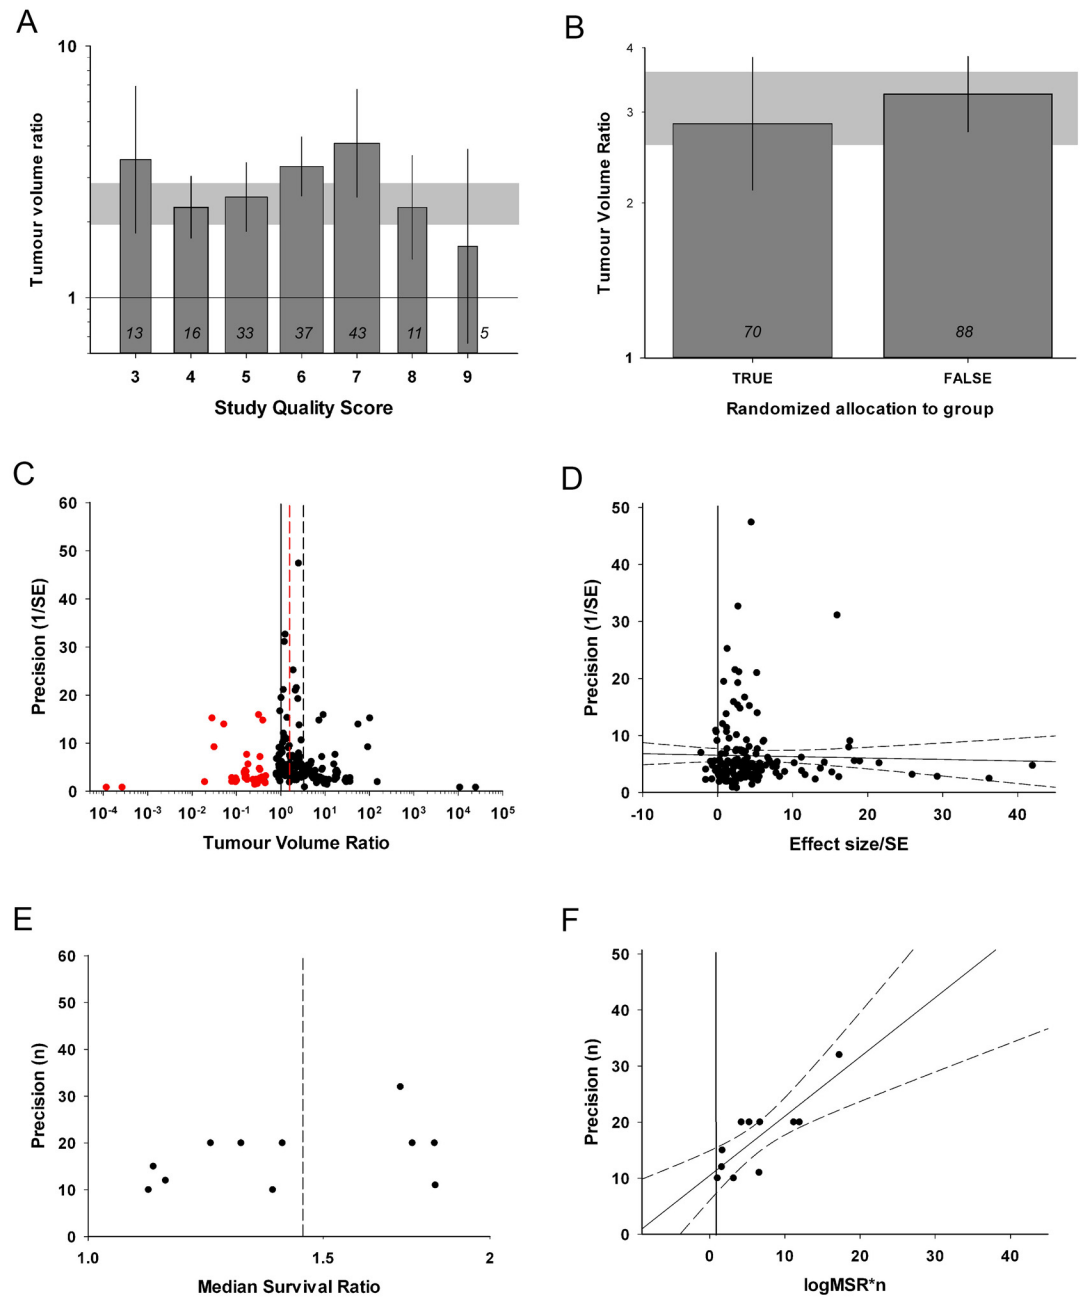 A
10
1
Tumour volume ratio
13 16 33 37 43 11 5
3 4 5 6 7 8 9
Study Quality Score
B
4
3
2
1
Tumour Volume Ratio
70 88
TRUE FALSE
Randomized allocation to group
C
60
50
40
30
20
10
0
Precision (1/SE)
10-4 10-3 10-2 10-1 100 101 102 103 104 105
Tumour Volume Ratio
D
50
40
30
20
10
0
Precision (1/SE)
-10 0 10 20 30 40
Effect size/SE
E
60
50
40
30
20
10
0
Precision (n)
1.0 1.5 2
Median Survival Ratio
F
50
40
30
20
10
0
Precision (n)
0 10 20 30 40
logMSR*n